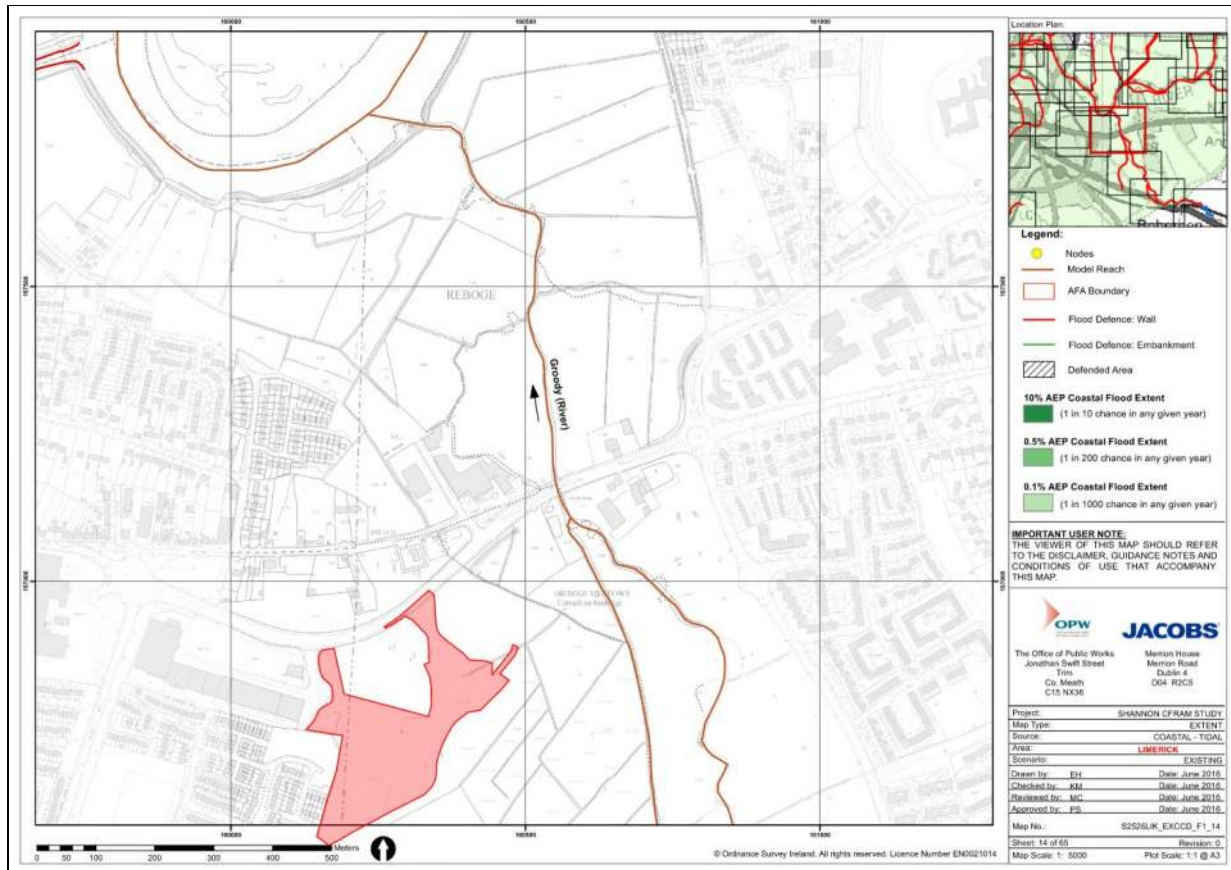 160000
160500
161000
157500
157500
REBOGE
Groody (River)
(REBOGE MEADOWS
157000
157000
160000
160500
161000
0 50 100 200 300 400 500
Meters
© Ordnance Survey Ireland. All rights reserved. Licence Number EN0021014
Location Plan:
RIVER
Legend:
Nodes
Model Reach
AFA Boundary
Flood Defence: Wall
Flood Defence: Embankment
Defended Area
10% AEP Coastal Flood Extent
(1 in 10 chance in any given year)
0.5% AEP Coastal Flood Extent
(1 in 200 chance in any given year)
0.1% AEP Coastal Flood Extent
(1 in 1000 chance in any given year)
IMPORTANT USER NOTE:
THE VIEWER OF THIS MAP SHOULD REFER
TO THE DISCLAIMER, GUIDANCE NOTES AND
CONDITIONS OF USE THAT ACCOMPANY
THIS MAP.
OPW
The Office of Public Works
Jonathan Swift Street
Trim
Co. Meath
C15 NX36
JACOBS
Merrion House
Merrion Road
Dublin 4
D04 R2C5
Project: SHANNON CFRAM STUDY
Map Type: EXTENT
Source: COASTAL - TIDAL
Area: LIMERICK
Scenario: EXISTING
Drawn by: EH Date: June 2016
Checked by: KM Date: June 2016
Reviewed by: MC Date: June 2016
Approved by: PS Date: June 2016
Map No.: S2526LIK_EXCCD_F1_14
Sheet: 14 of 65 Revision: 0
Map Scale: 1: 5000 Plot Scale: 1:1 @ A3